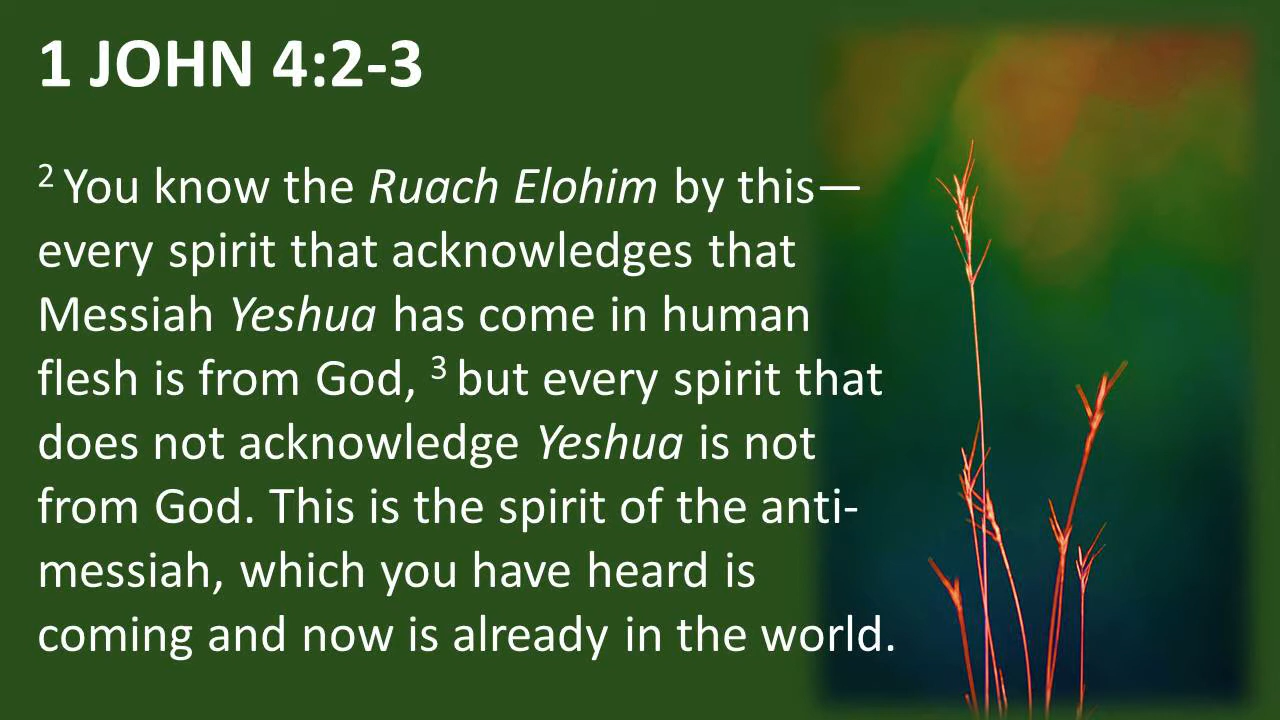 1 JOHN 4:2-3
2 You know the Ruach Elohim by this—
every spirit that acknowledges that
Messiah Yeshua has come in human
flesh is from God, 3 but every spirit that
does not acknowledge Yeshua is not
from God. This is the spirit of the anti-
messiah, which you have heard is
coming and now is already in the world.